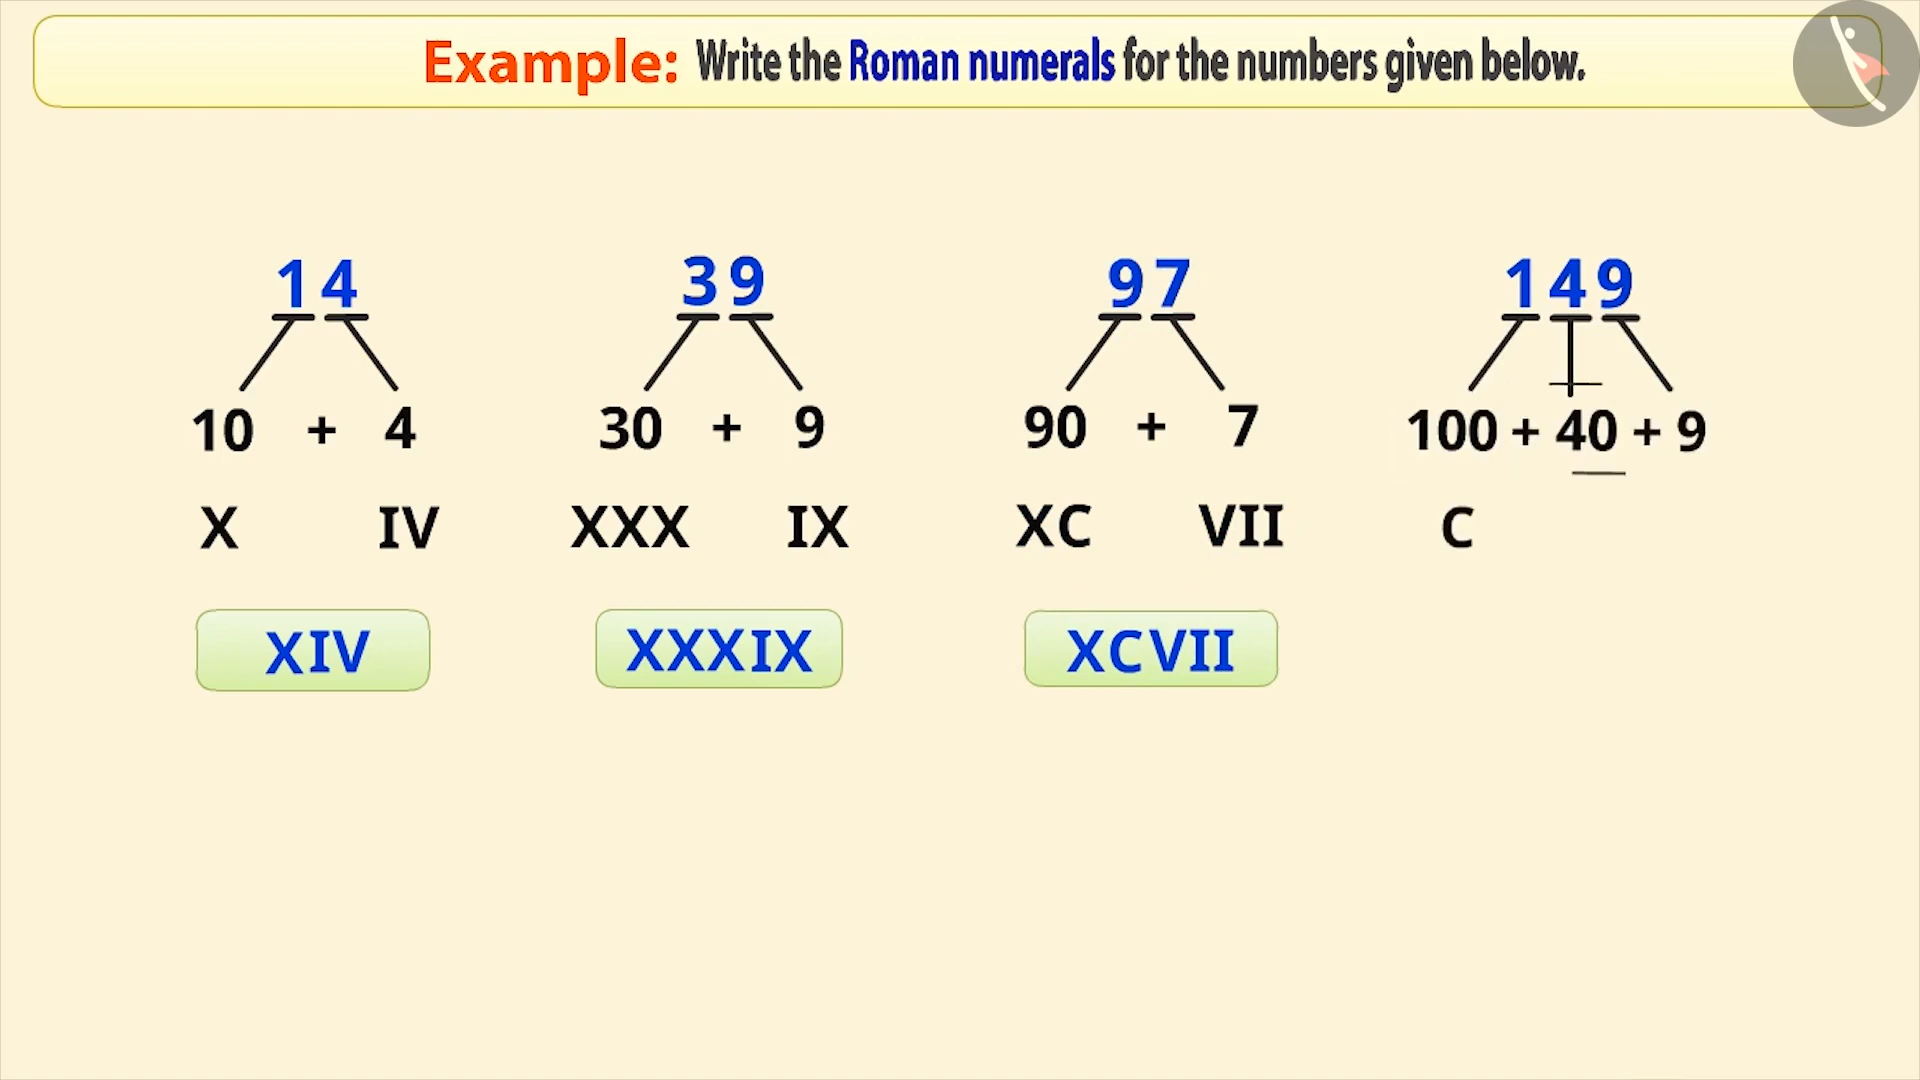 Example: Write the Roman numerals for the numbers given below.
14 39 97 149
10 + 4 30 + 9 90 + 7 100 + 40 + 9
X IV XXX IX XC VII C
XIV XXXIX XCVII